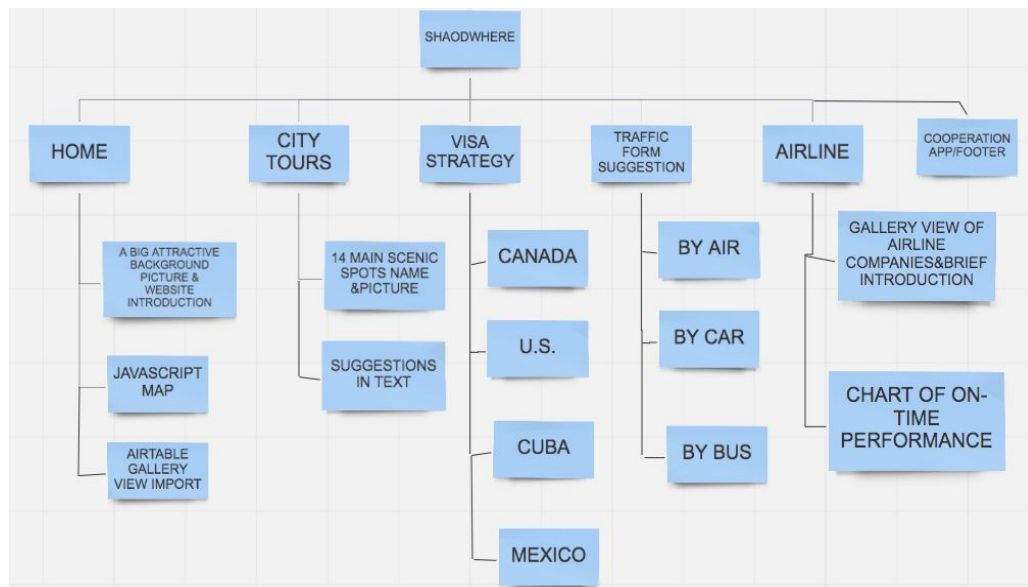 SHAODWHERE
HOME
CITY
TOURS
VISA
STRATEGY
TRAFFIC
FORM
SUGGESTION
AIRLINE
COOPERATION
APP/FOOTER
A BIG ATTRACTIVE
BACKGROUND
PICTURE &
WEBSITE
INTRODUCTION
JAVASCRIPT
MAP
AIRTABLE
GALLERY
VIEW IMPORT
14 MAIN SCENIC
SPOTS NAME
&PICTURE
SUGGESTIONS
IN TEXT
CANADA
U.S.
CUBA
MEXICO
BY AIR
BY CAR
BY BUS
GALLERY VIEW OF
AIRLINE
COMPANIES&BRIEF
INTRODUCTION
CHART OF ON-
TIME
PERFORMANCE